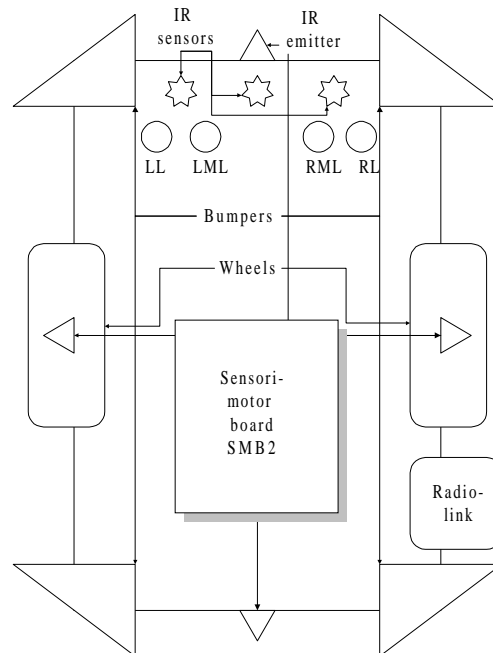 IR
sensors
IR
emitter
LL
LML
RML
RL
Bumpers
Wheels
Sensori-
motor
board
SMB2
Radio-
link